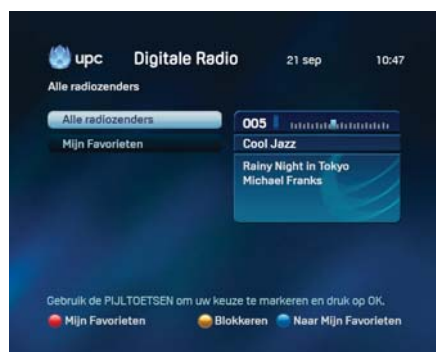 upc Digitale Radio 21 sep 10:47
Alle radiozenders
Alle radiozenders
Mijn Favorieten
005
Cool Jazz
Rainy Night in Tokyo
Michael Franks
Gebruik de PIJLTOETSEN om uw keuze te markeren en druk op OK.
Mijn Favorieten Blokkeren Naar Mijn Favorieten